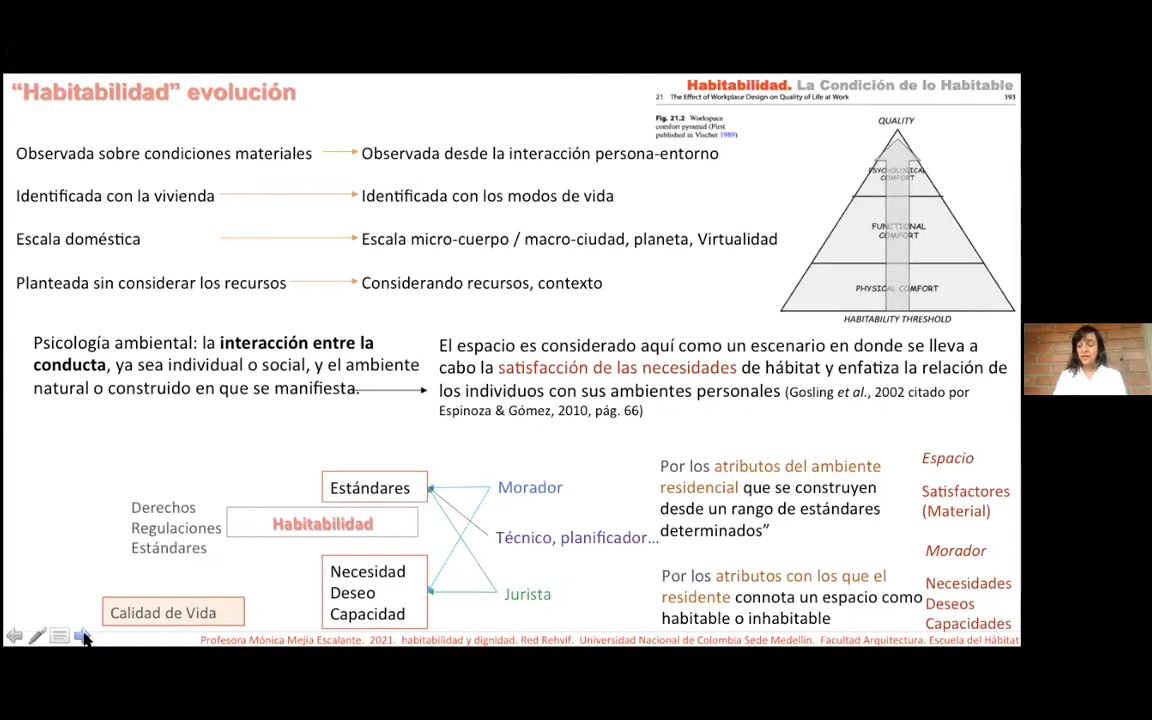 “Habitabilidad” evolución
Habitabilidad. La Condición de lo Habitable
21 The Effect of Workplace Design on Quality of Life at Work 393
Fig. 21.2 Workspace
comfort pyramid (First
published in Vischer 1989)
QUALITY
PSYCHOLOGICAL
COMFORT
FUNCTIONAL
COMFORT
PHYSICAL COMFORT
HABITABILITY THRESHOLD
Observada sobre condiciones materiales
Observada desde la interacción persona-entorno
Identificada con la vivienda
Identificada con los modos de vida
Escala doméstica
Escala micro-cuerpo / macro-ciudad, planeta, Virtualidad
Planteada sin considerar los recursos
Considerando recursos, contexto
Psicología ambiental: la interacción entre la
conducta, ya sea individual o social, y el ambiente
natural o construido en que se manifiesta.
El espacio es considerado aquí como un escenario en donde se lleva a
cabo la satisfacción de las necesidades de hábitat y enfatiza la relación de
los individuos con sus ambientes personales (Gosling et al., 2002 citado por
Espinoza & Gómez, 2010, pág. 66)
Derechos
Regulaciones
Estándares
Habitabilidad
Calidad de Vida
Estándares
Necesidad
Deseo
Capacidad
Morador
Técnico, planificador...
Jurista
Por los atributos del ambiente
residencial que se construyen
desde un rango de estándares
determinados”
Por los atributos con los que el
residente connota un espacio como
habitable o inhabitable
Espacio
Satisfactores
(Material)
Morador
Necesidades
Deseos
Capacidades
Profesora Mónica Mejía Escalante. 2021. habitabilidad y dignidad. Red Rehvif. Universidad Nacional de Colombia Sede Medellín. Facultad Arquitectura. Escuela del Hábitat